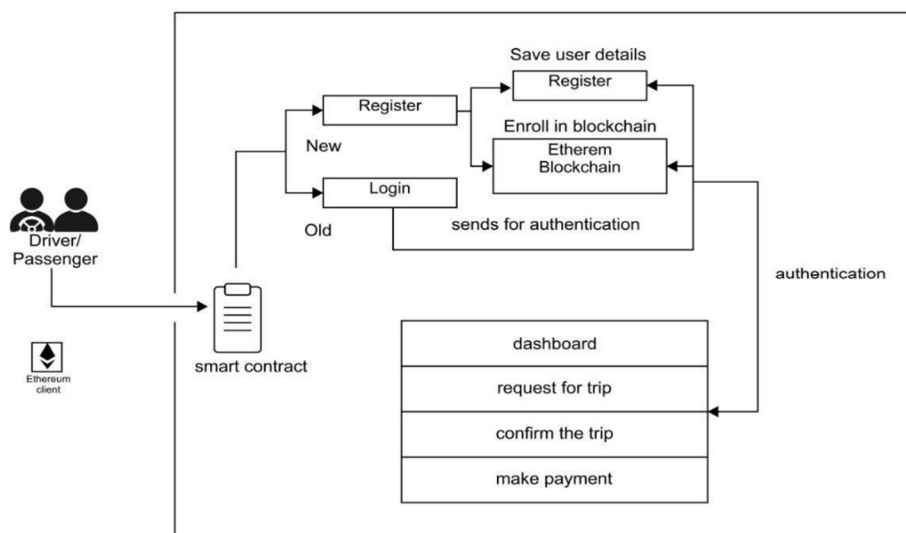 Save user details
Register
Register
Enroll in blockchain
New
Etherem
Blockchain
Login
Old
sends for authentication
Driver/
Passenger
authentication
smart contract
Ethereum
client
dashboard
request for trip
confirm the trip
make payment